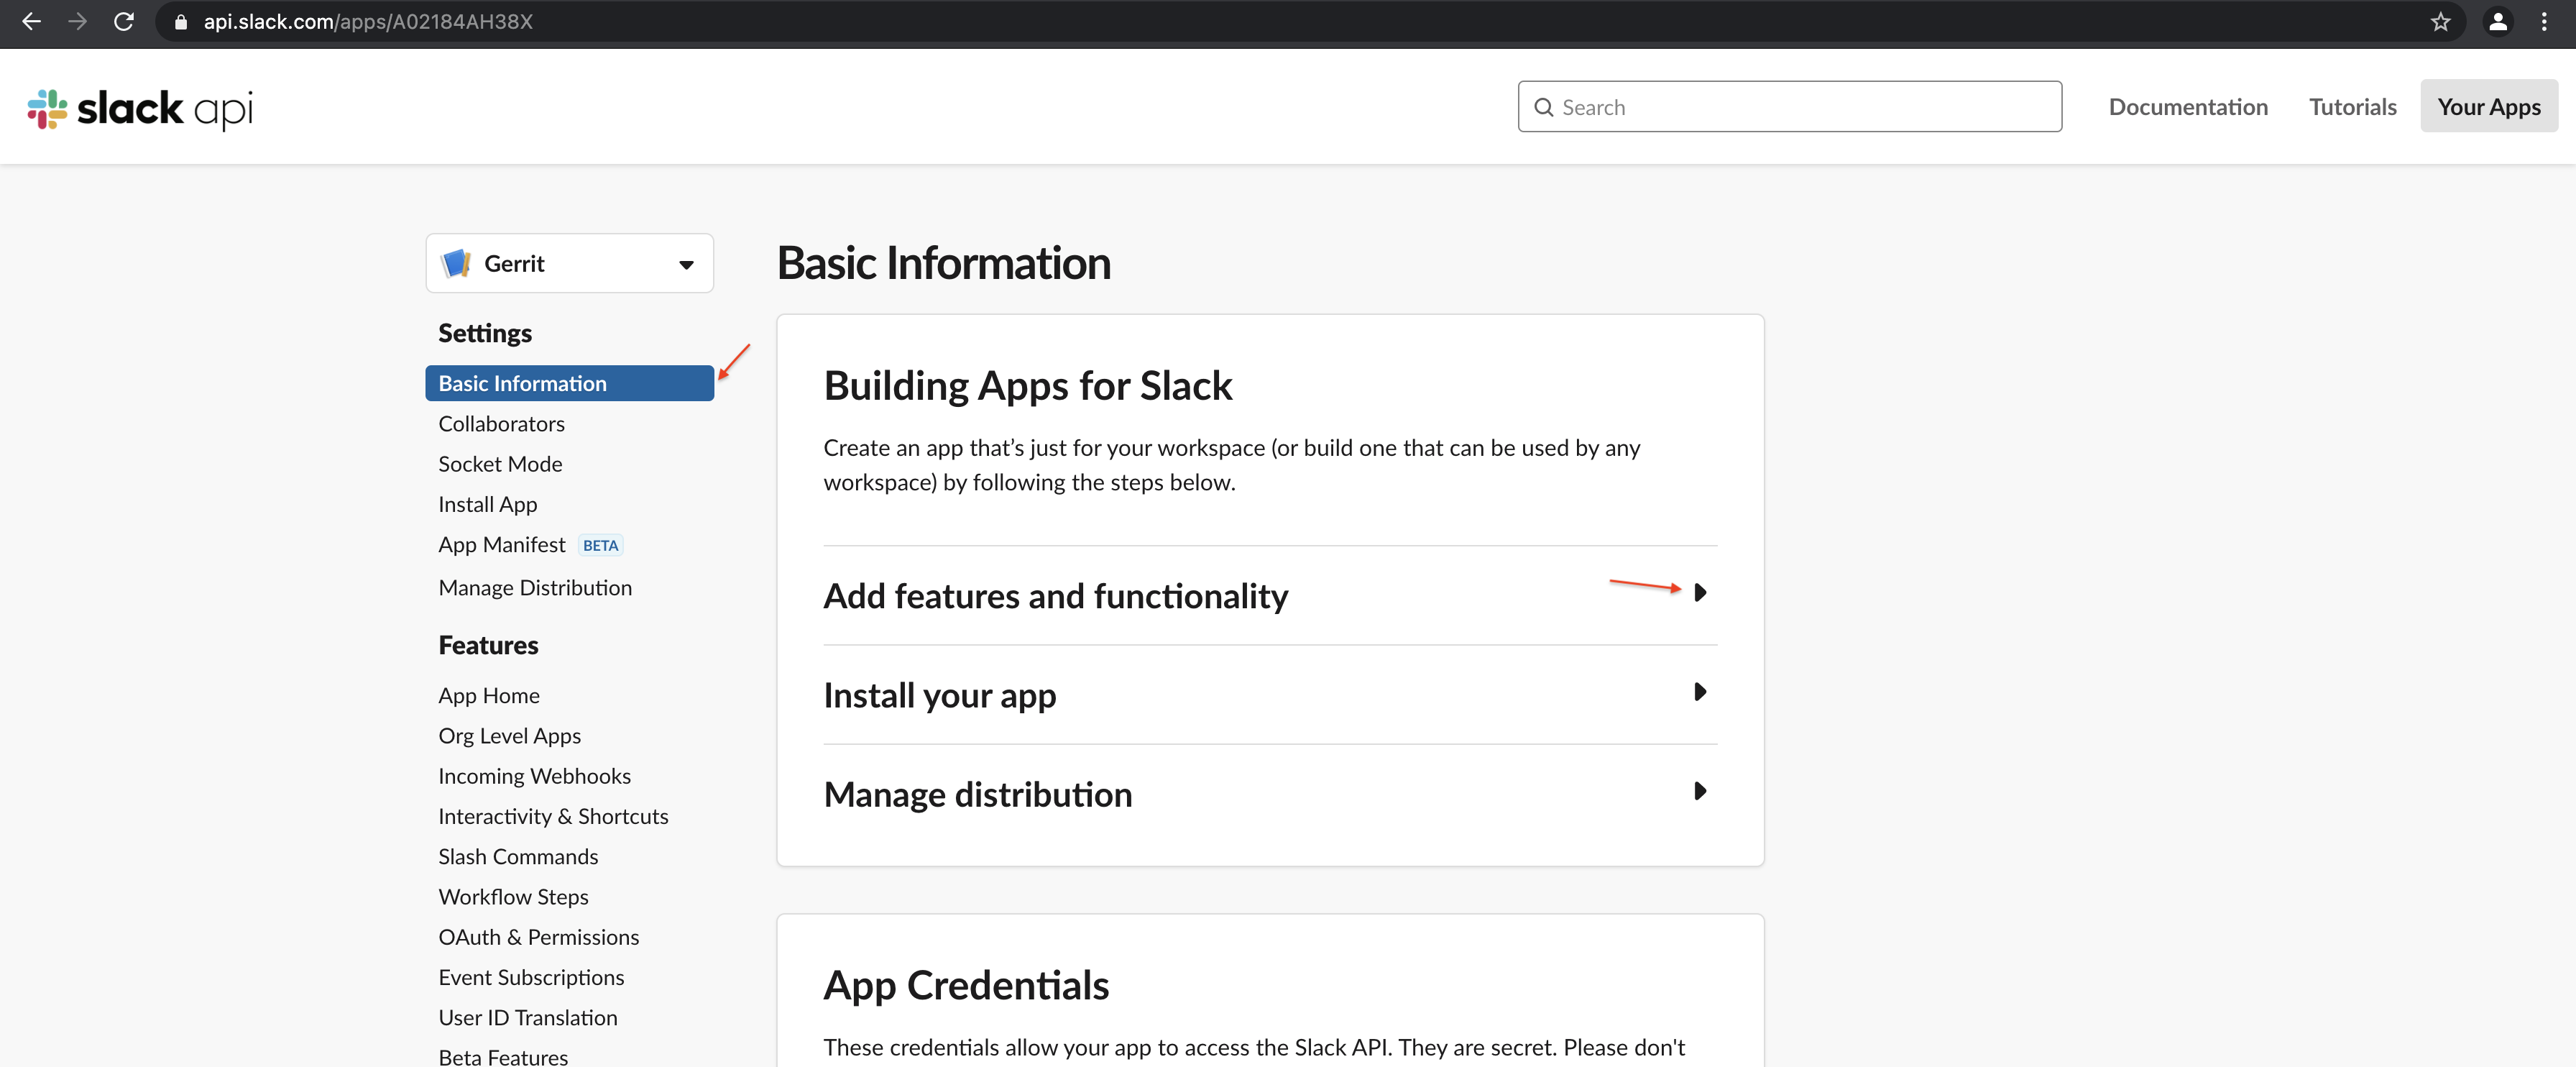 api.slack.com/apps/A02184AH38X
slack api
Search
Documentation
Tutorials
Your Apps
Gerrit
Settings
Basic Information
Collaborators
Socket Mode
Install App
App Manifest BETA
Manage Distribution
Features
App Home
Org Level Apps
Incoming Webhooks
Interactivity & Shortcuts
Slash Commands
Workflow Steps
OAuth & Permissions
Event Subscriptions
User ID Translation
Beta Features
Basic Information
Building Apps for Slack
Create an app that’s just for your workspace (or build one that can be used by any
workspace) by following the steps below.
Add features and functionality
Install your app
Manage distribution
App Credentials
These credentials allow your app to access the Slack API. They are secret. Please don't